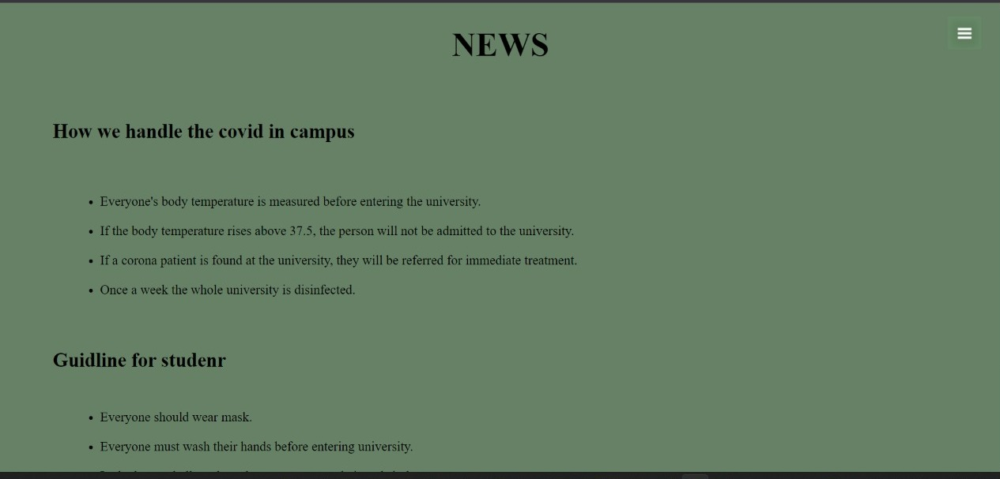 NEWS
How we handle the covid in campus
• Everyone's body temperature is measured before entering the university.
• If the body temperature rises above 37.5, the person will not be admitted to the university.
• If a corona patient is found at the university, they will be referred for immediate treatment.
• Once a week the whole university is disinfected.
Guidline for studenr
• Everyone should wear mask.
• Everyone must wash their hands before entering university.